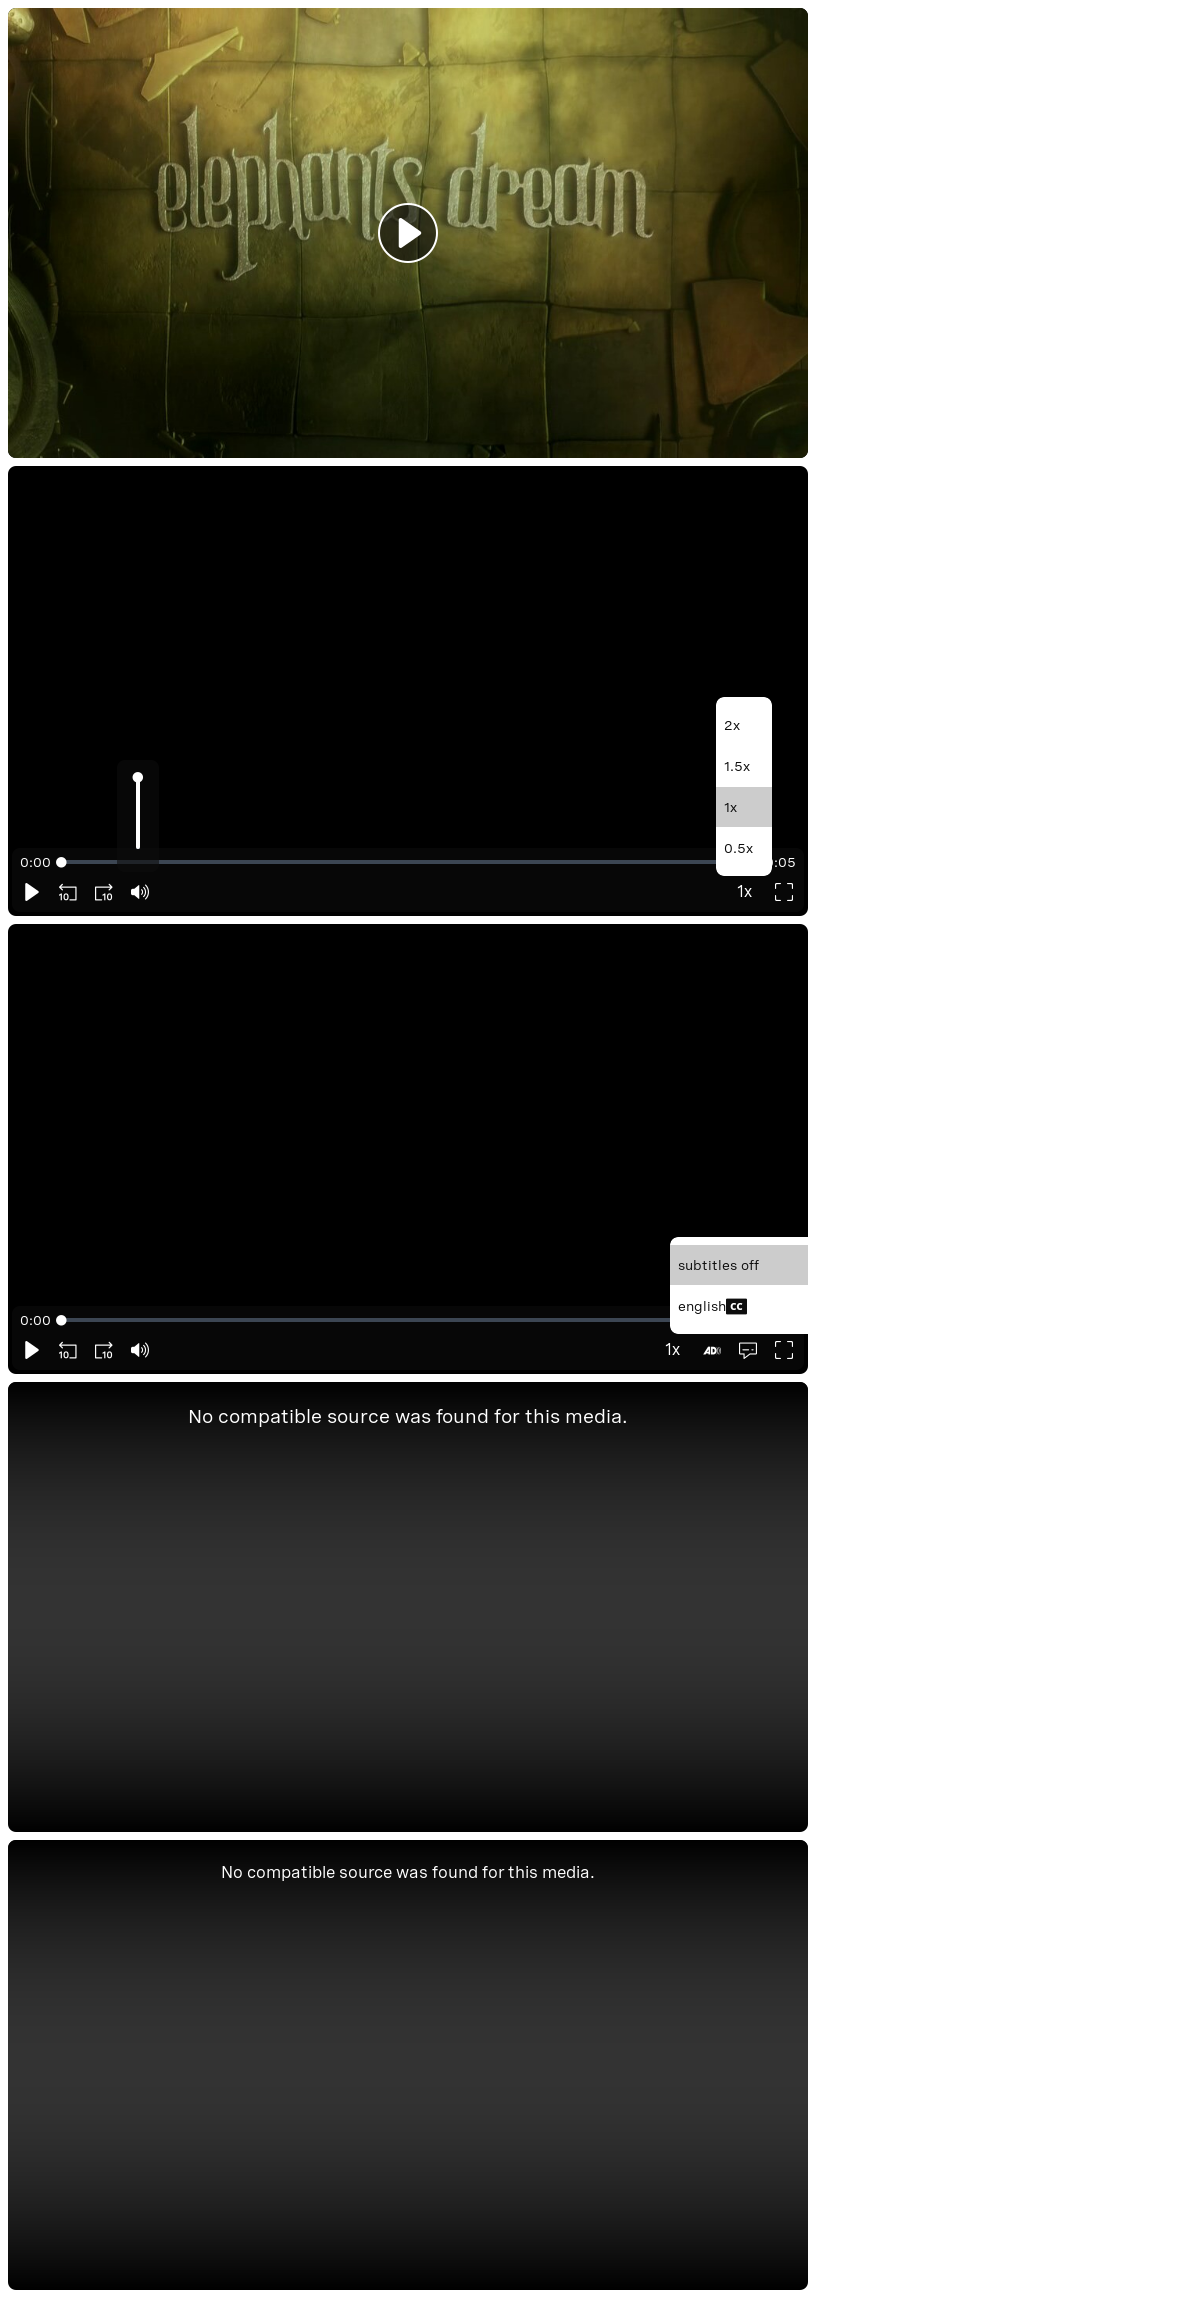 elephants dream
2x
1.5x
1x
0.5x
0:00
:05
10 10 1x
subtitles off
english CC
0:00
10 10 1x AD
No compatible source was found for this media.
No compatible source was found for this media.